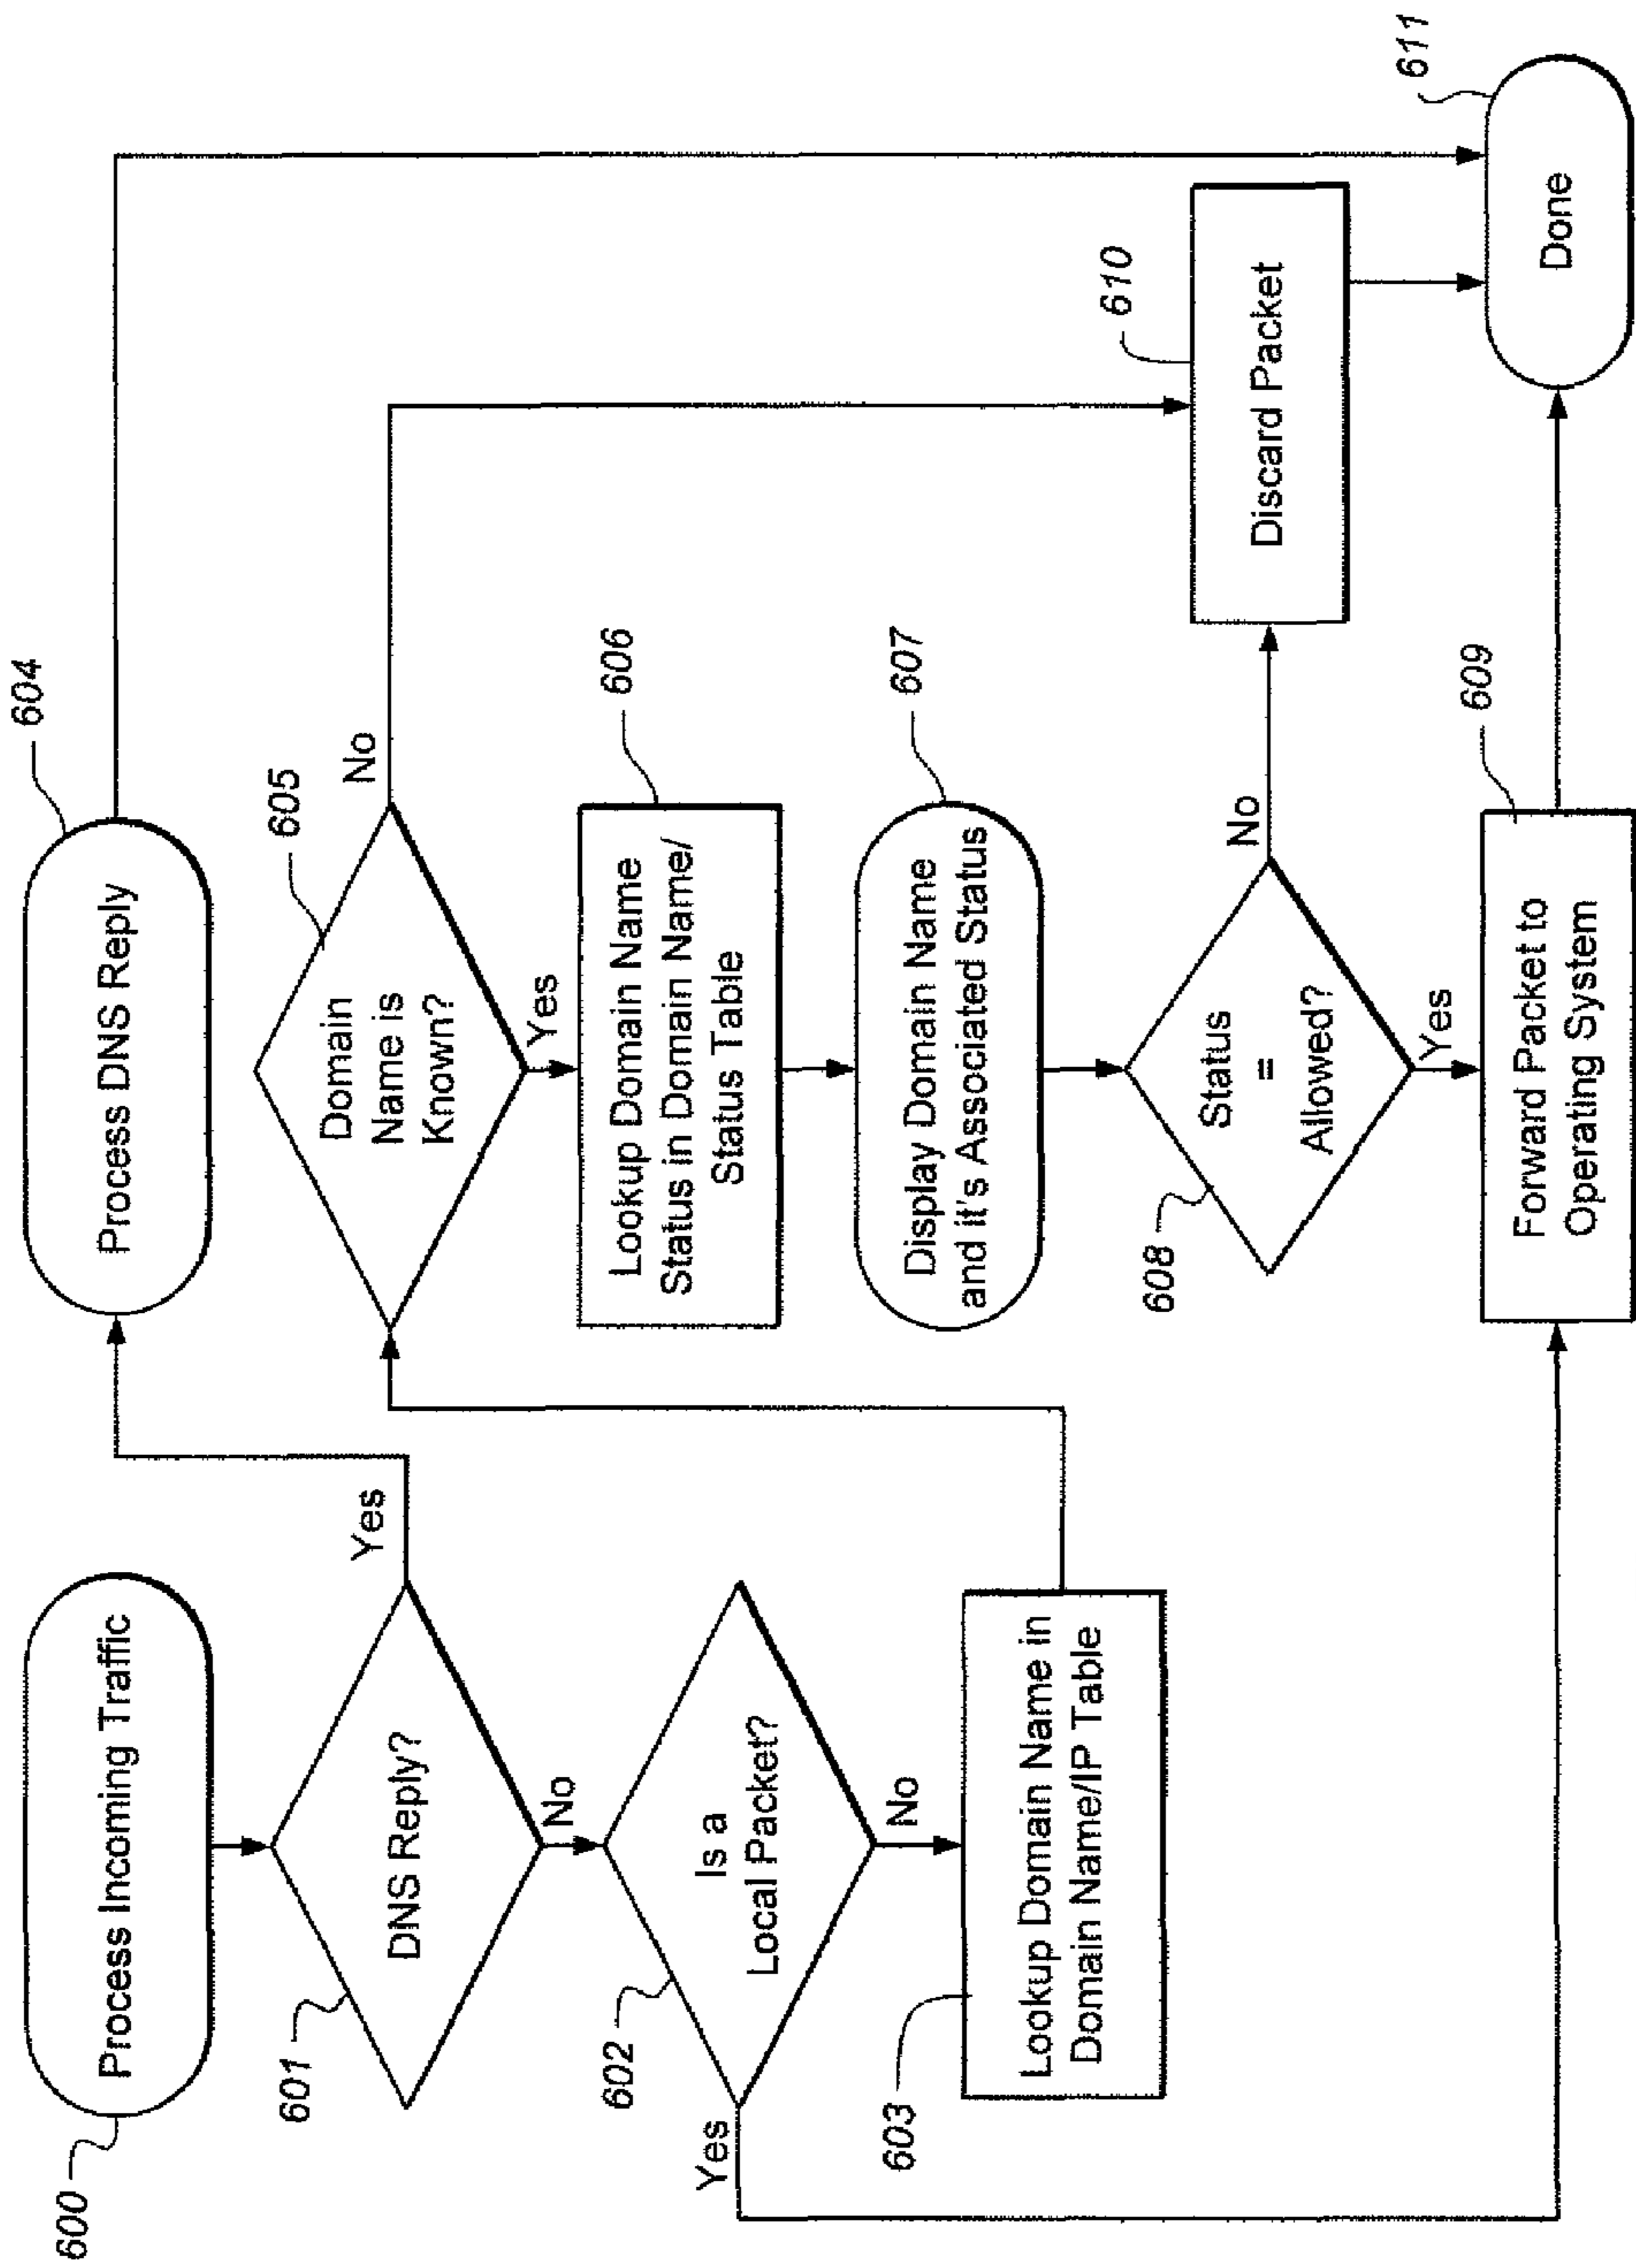 600
Process Incoming Traffic
601
DNS Reply?
Yes
No
602
Is a
Local Packet?
Yes
No
603
Lookup Domain Name in
Domain Name/IP Table
604
Process DNS Reply
605
Domain
Name is
Known?
No
Yes
606
Lookup Domain Name
Status in Domain Name/
Status Table
607
Display Domain Name
and it's Associated Status
608
Status
=
Allowed?
No
Yes
609
Forward Packet to
Operating System
610
Discard Packet
611
Done